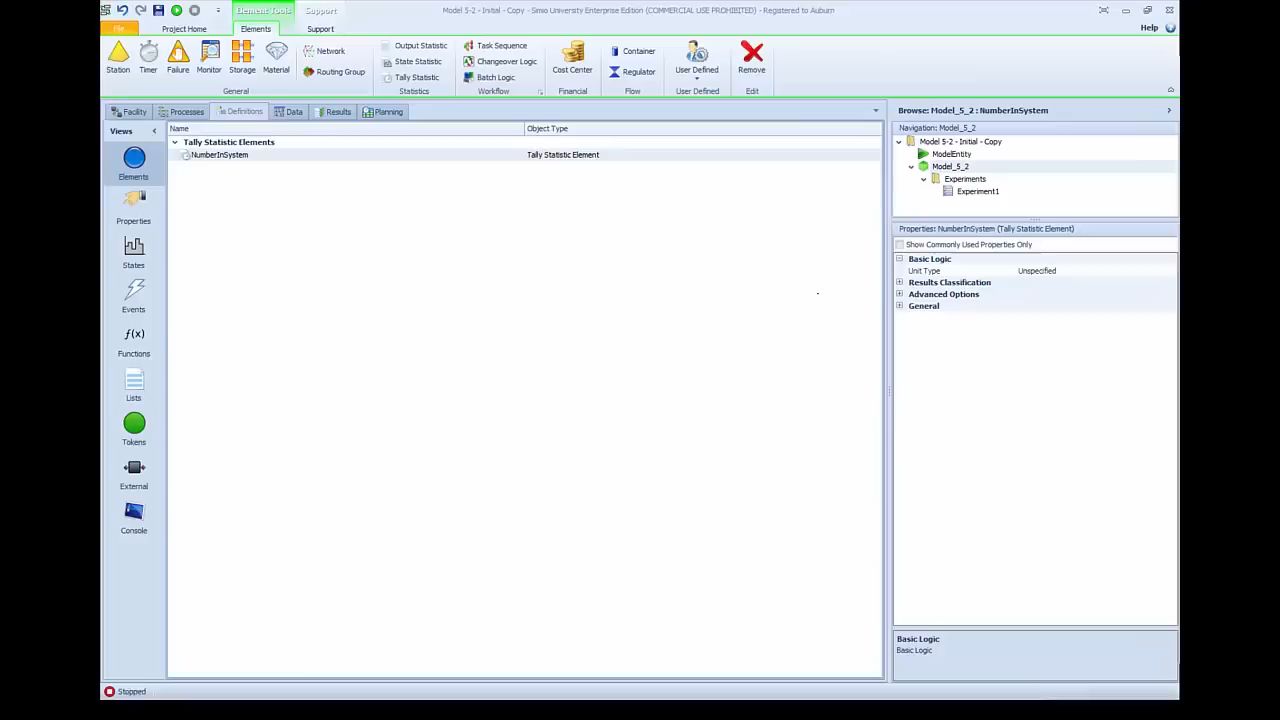 Element Tools
Support
Model 5-2 - Initial - Copy - Simio University Enterprise Edition (COMMERCIAL USE PROHIBITED) - Registered to Auburn
File
Project Home
Elements
Support
Help
Station
Timer
Failure
Monitor
Storage
Material
Network
Routing Group
General
Output Statistic
State Statistic
Tally Statistic
Statistics
Task Sequence
Changeover Logic
Batch Logic
Workflow
Cost Center
Financial
Container
Regulator
Flow
User Defined
User Defined
Remove
Edit
Facility
Processes
Definitions
Data
Results
Planning
Views
Elements
Properties
States
Events
f(x)
Functions
Lists
Tokens
External
Console
Name
Object Type
Tally Statistic Elements
NumberInSystem
Tally Statistic Element
Browse: Model_5_2 : NumberInSystem
Navigation: Model_5_2
Model 5-2 - Initial - Copy
ModelEntity
Model_5_2
Experiments
Experiment1
Properties: NumberInSystem (Tally Statistic Element)
Show Commonly Used Properties Only
Basic Logic
Unit Type Unspecified
Results Classification
Advanced Options
General
Basic Logic
Basic Logic
Stopped